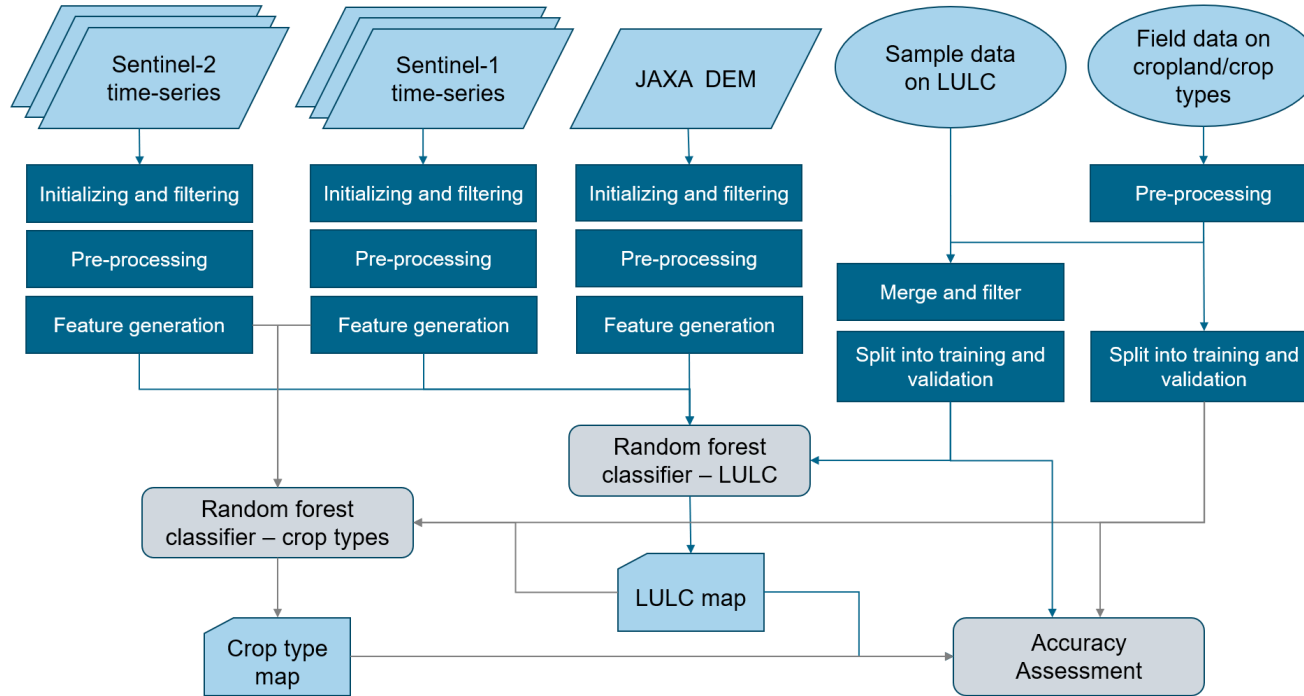 Sentinel-2
time-series
Sentinel-1
time-series
JAXA DEM
Sample data
on LULC
Field data on
cropland/crop
types
Initializing and filtering
Initializing and filtering
Initializing and filtering
Pre-processing
Pre-processing
Pre-processing
Pre-processing
Merge and filter
Feature generation
Feature generation
Feature generation
Split into training and
validation
Split into training and
validation
Random forest
classifier – LULC
Random forest
classifier – crop types
LULC map
Crop type
map
Accuracy
Assessment